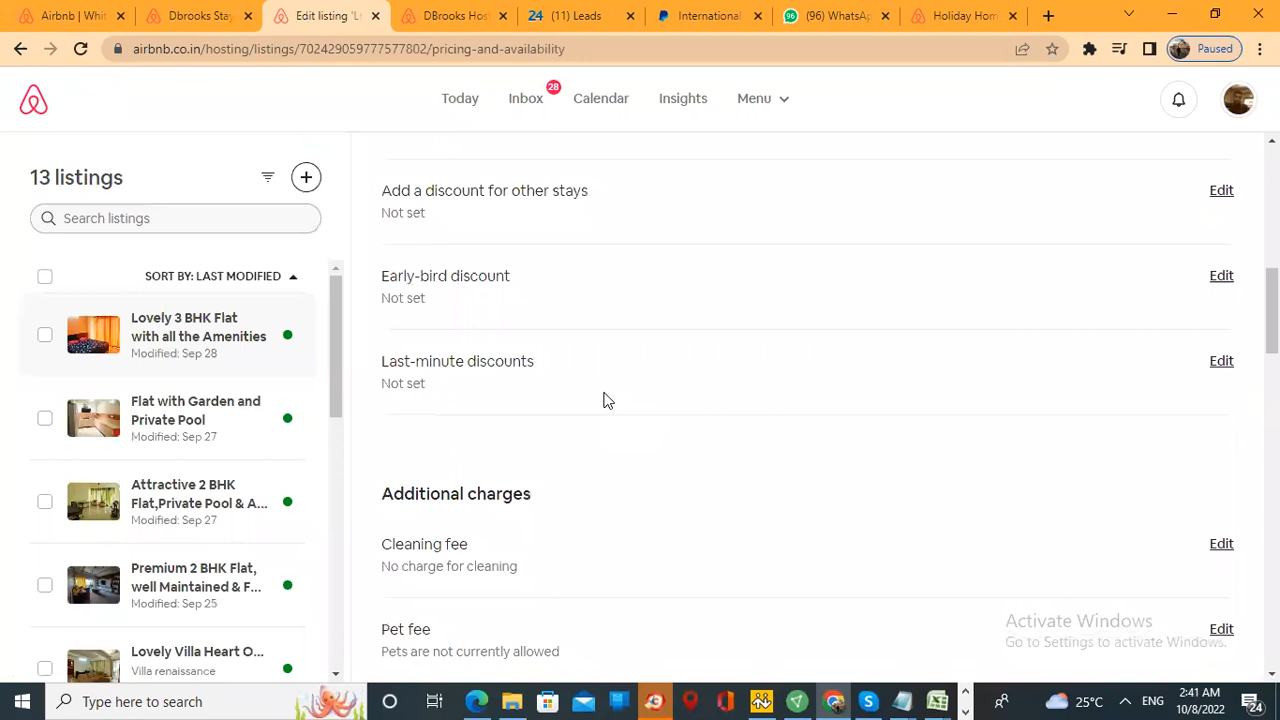 Airbnb | Whit
Dbrooks Stay
Edit listing 'L
DBrooks Host
(11) Leads
International
(96) WhatsAp
Holiday Hom
airbnb.co.in/hosting/listings/702429059777577802/pricing-and-availability
Paused
Today
Inbox
28
Calendar
Insights
Menu
13 listings
Search listings
SORT BY: LAST MODIFIED
Lovely 3 BHK Flat
with all the Amenities
Modified: Sep 28
Flat with Garden and
Private Pool
Modified: Sep 27
Attractive 2 BHK
Flat,Private Pool & A...
Modified: Sep 27
Premium 2 BHK Flat,
well Maintained & F...
Modified: Sep 25
Lovely Villa Heart O...
Villa renaissance
Add a discount for other stays
Edit
Not set
Early-bird discount
Edit
Not set
Last-minute discounts
Edit
Not set
Additional charges
Cleaning fee
Edit
No charge for cleaning
Pet fee
Edit
Pets are not currently allowed
Activate Windows
Go to Settings to activate Windows.
Type here to search
25°C
ENG
2:41 AM
10/8/2022
24